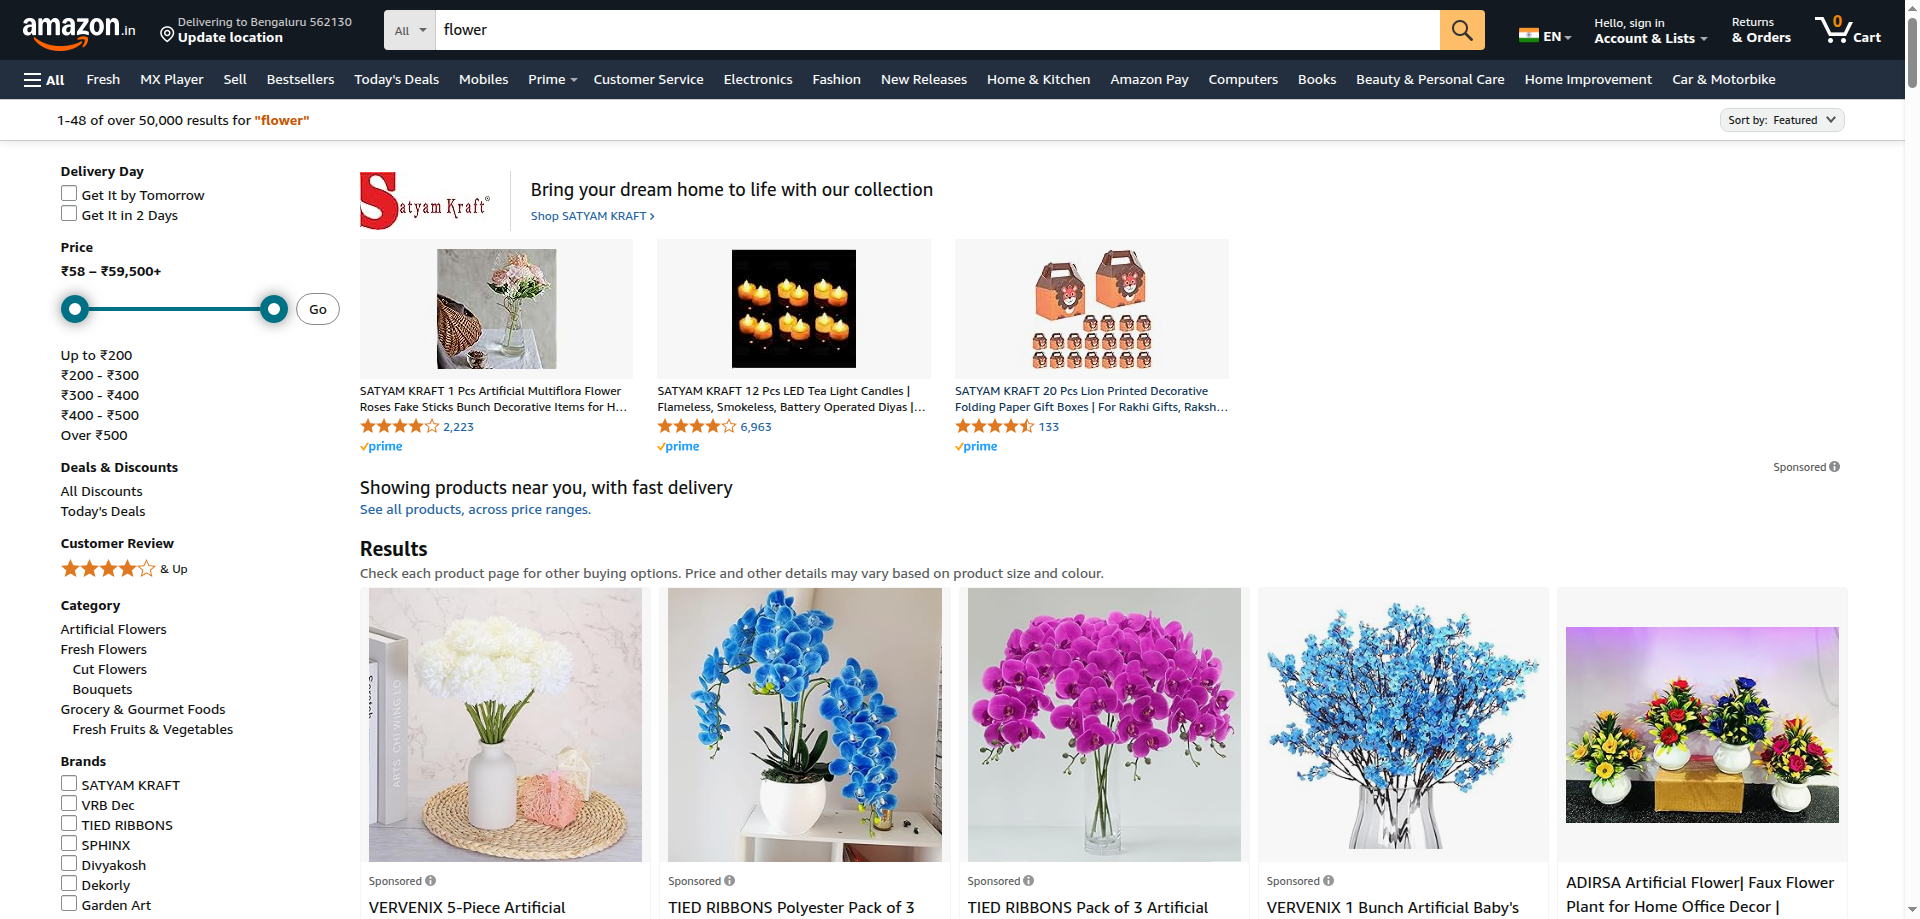 amazon.in
Delivering to Bengaluru 562130
Update location
All
flower
EN
Hello, sign in
Account & Lists
Returns
& Orders
0
Cart
All
Fresh
MX Player
Sell
Bestsellers
Today's Deals
Mobiles
Prime
Customer Service
Electronics
Fashion
New Releases
Home & Kitchen
Amazon Pay
Computers
Books
Beauty & Personal Care
Home Improvement
Car & Motorbike
1-48 of over 50,000 results for "flower"
Sort by: Featured
Delivery Day
Get It by Tomorrow
Get It in 2 Days
Price
₹58 – ₹59,500+
Go
Up to ₹200
₹200 - ₹300
₹300 - ₹400
₹400 - ₹500
Over ₹500
Deals & Discounts
All Discounts
Today's Deals
Customer Review
& Up
Category
Artificial Flowers
Fresh Flowers
Cut Flowers
Bouquets
Grocery & Gourmet Foods
Fresh Fruits & Vegetables
Brands
SATYAM KRAFT
VRB Dec
TIED RIBBONS
SPHINX
Divyakosh
Dekorly
Garden Art
Satyam Kraft®
Bring your dream home to life with our collection
Shop SATYAM KRAFT ›
SATYAM KRAFT 1 Pcs Artificial Multiflora Flower
Roses Fake Sticks Bunch Decorative Items for H…
2,223
prime
SATYAM KRAFT 12 Pcs LED Tea Light Candles |
Flameless, Smokeless, Battery Operated Diyas |…
6,963
prime
SATYAM KRAFT 20 Pcs Lion Printed Decorative
Folding Paper Gift Boxes | For Rakhi Gifts, Raksh…
133
prime
Sponsored
Showing products near you, with fast delivery
See all products, across price ranges.
Results
Check each product page for other buying options. Price and other details may vary based on product size and colour.
Sponsored
VERVENIX 5-Piece Artificial
Sponsored
TIED RIBBONS Polyester Pack of 3
Sponsored
TIED RIBBONS Pack of 3 Artificial
Sponsored
VERVENIX 1 Bunch Artificial Baby's
ADIRSA Artificial Flower| Faux Flower
Plant for Home Office Decor |